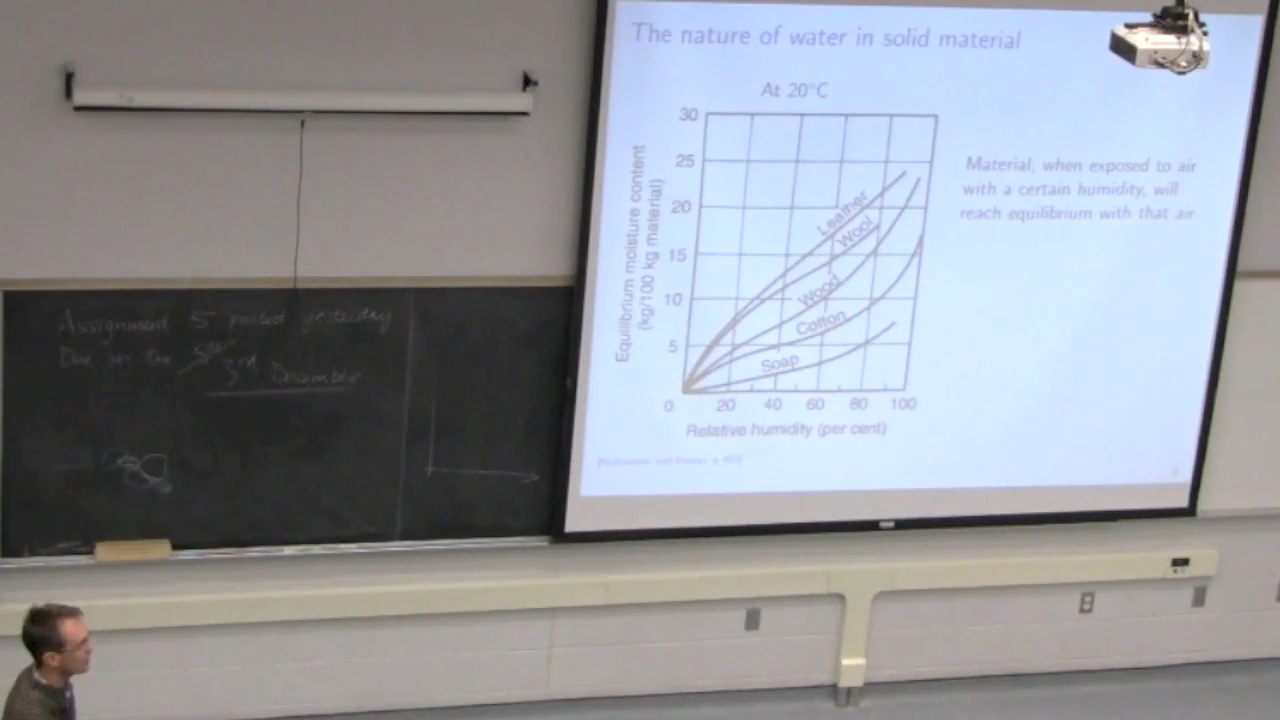 The nature of water in solid material
At 20°C
Equilibrium moisture content
(kg/100 kg material)
30
25
20
15
10
5
0
20 40 60 80 100
Relative humidity (per cent)
Leather
Wool
Wood
Cotton
Soap
Material, when exposed to air
with a certain humidity, will
reach equilibrium with that air
Assignment 5 posted yesterday
Due the
3rd December